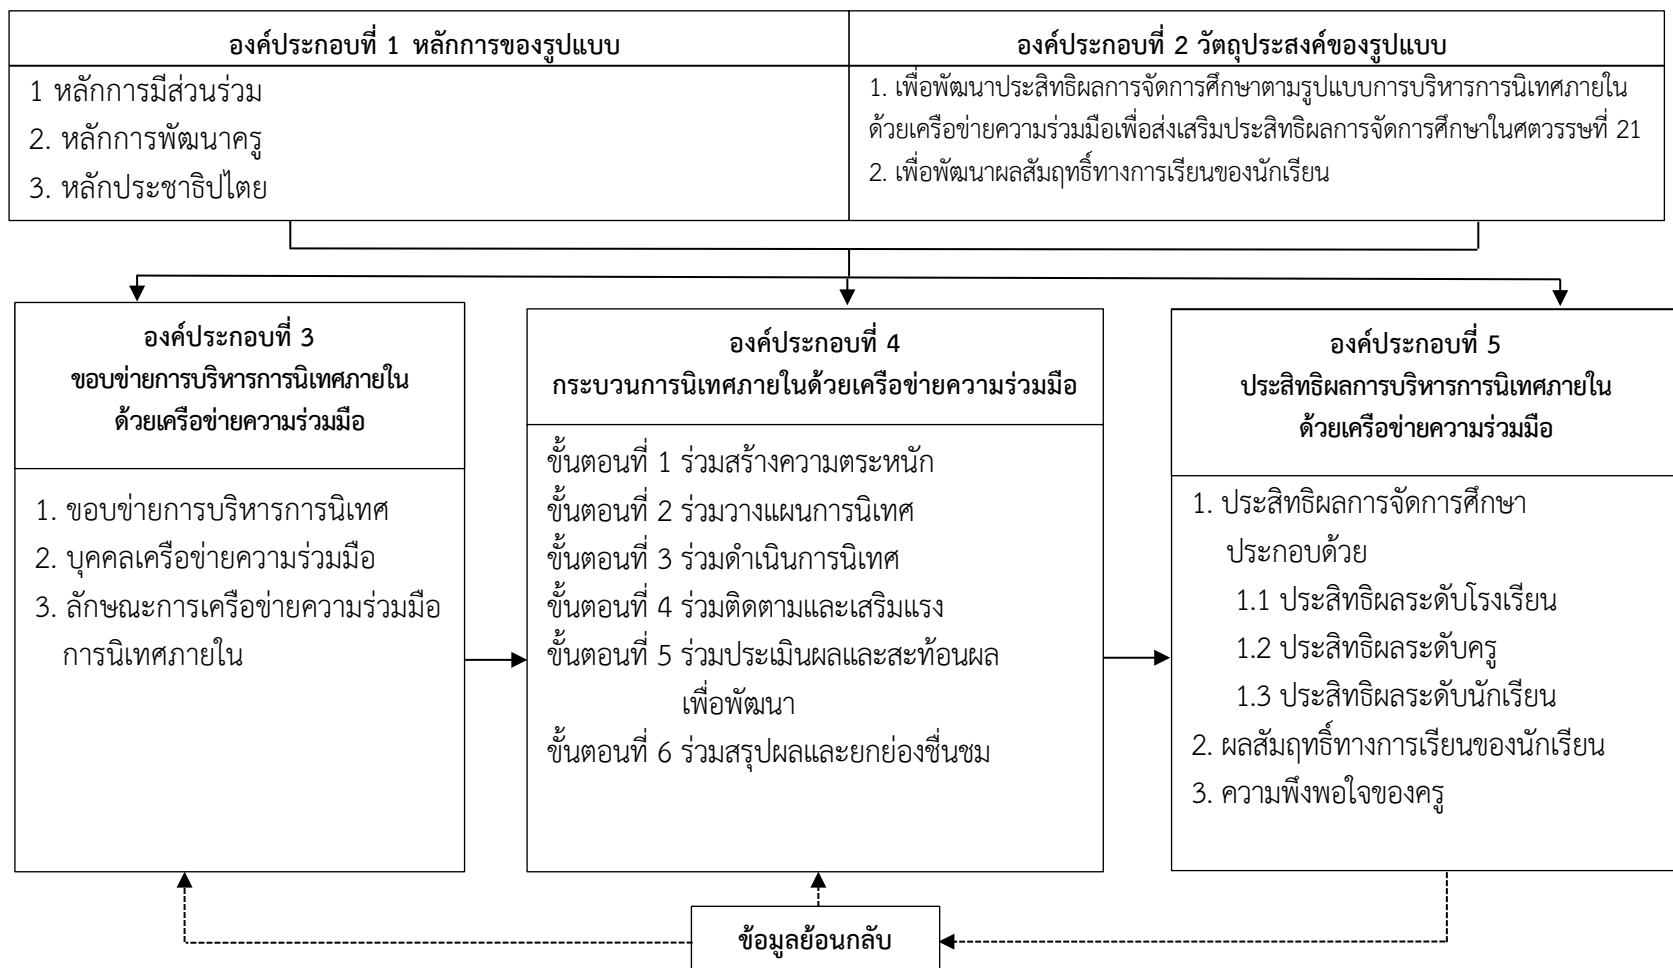 องค์ประกอบที่ 1 หลักการของรูปแบบ
1 หลักการมีส่วนร่วม
2. หลักการพัฒนาครู
3. หลักประชาธิปไตย
องค์ประกอบที่ 2 วัตถุประสงค์ของรูปแบบ
1. เพื่อพัฒนาประสิทธิผลการจัดการศึกษาตามรูปแบบการบริหารการนิเทศภายใน
ด้วยเครือข่ายความร่วมมือเพื่อส่งเสริมประสิทธิผลการจัดการศึกษาในศตวรรษที่ 21
2. เพื่อพัฒนาผลสัมฤทธิ์ทางการเรียนของนักเรียน
องค์ประกอบที่ 3
ขอบข่ายการบริหารการนิเทศภายใน
ด้วยเครือข่ายความร่วมมือ
1. ขอบข่ายการบริหารการนิเทศ
2. บุคคลเครือข่ายความร่วมมือ
3. ลักษณะการเครือข่ายความร่วมมือ
การนิเทศภายใน
องค์ประกอบที่ 4
กระบวนการนิเทศภายในด้วยเครือข่ายความร่วมมือ
ขั้นตอนที่ 1 ร่วมสร้างความตระหนัก
ขั้นตอนที่ 2 ร่วมวางแผนการนิเทศ
ขั้นตอนที่ 3 ร่วมดำเนินการนิเทศ
ขั้นตอนที่ 4 ร่วมติดตามและเสริมแรง
ขั้นตอนที่ 5 ร่วมประเมินผลและสะท้อนผล
เพื่อพัฒนา
ขั้นตอนที่ 6 ร่วมสรุปผลและยกย่องชื่นชม
องค์ประกอบที่ 5
ประสิทธิผลการบริหารการนิเทศภายใน
ด้วยเครือข่ายความร่วมมือ
1. ประสิทธิผลการจัดการศึกษา
ประกอบด้วย
1.1 ประสิทธิผลระดับโรงเรียน
1.2 ประสิทธิผลระดับครู
1.3 ประสิทธิผลระดับนักเรียน
2. ผลสัมฤทธิ์ทางการเรียนของนักเรียน
3. ความพึงพอใจของครู
ข้อมูลย้อนกลับ